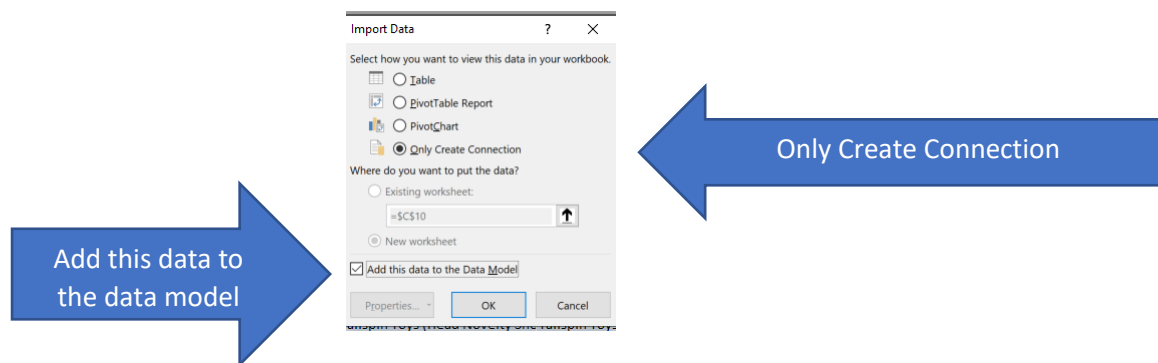 Import Data ? X
Select how you want to view this data in your workbook.
Table
PivotTable Report
PivotChart
Only Create Connection
Only Create Connection
Where do you want to put the data?
Existing worksheet:
=$C$10
New worksheet
Add this data to
the data model
Add this data to the Data Model
Properties...
OK
Cancel